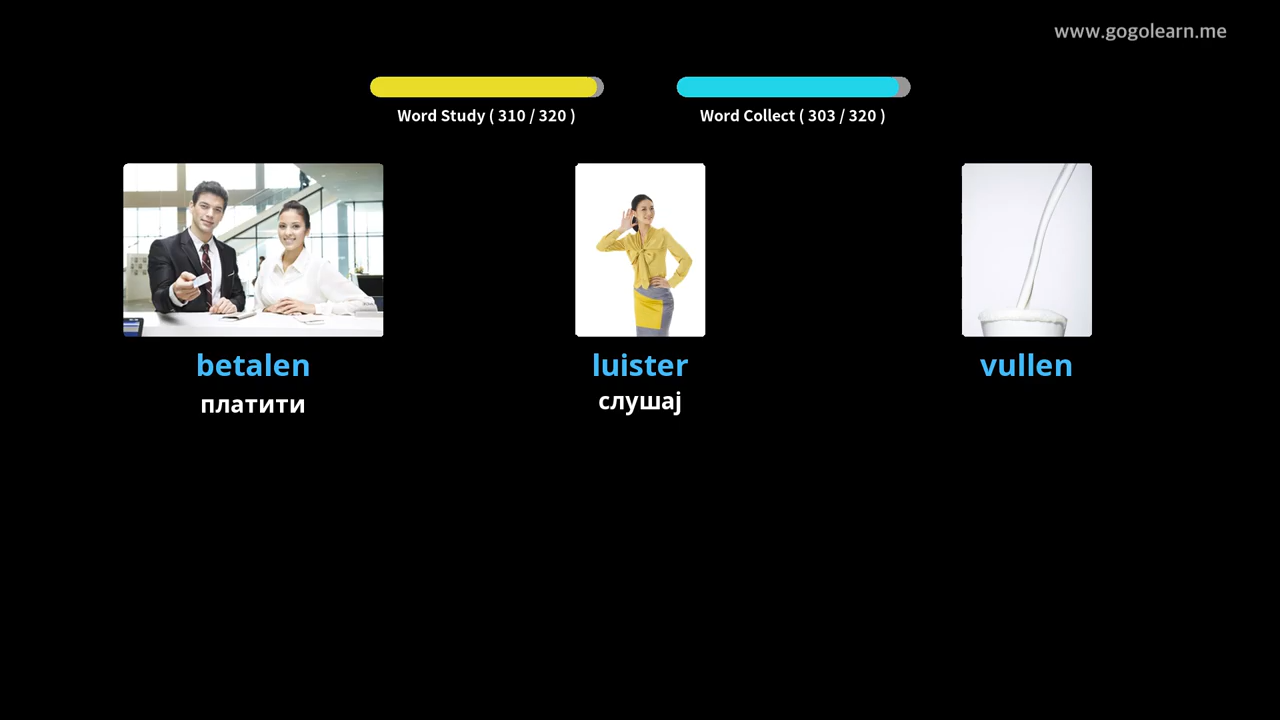 www.gogolearn.me
Word Study ( 310 / 320 )
Word Collect ( 303 / 320 )
betalen
luister
vullen
платити
слушај